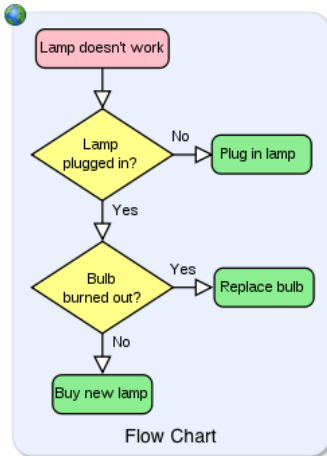 Lamp doesn't work
Lamp
plugged in?
No
Plug in lamp
Yes
Bulb
burned out?
Yes
Replace bulb
No
Buy new lamp
Flow Chart